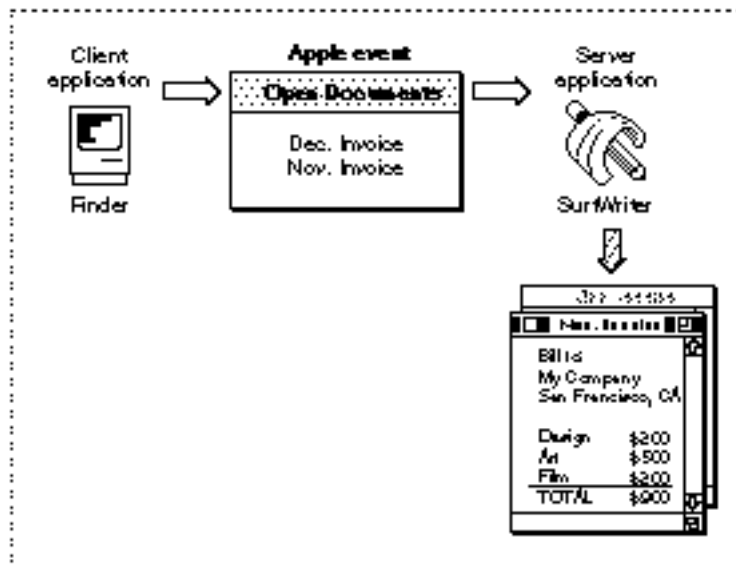 Client
application
Apple event
Server
application
Open Documents
Dec. Invoice
Nov. Invoice
Finder
SurfWriter
Nov. Invoice
Bill to
My Company
San Francisco, CA
Design $200
Art $500
Film $200
TOTAL $900